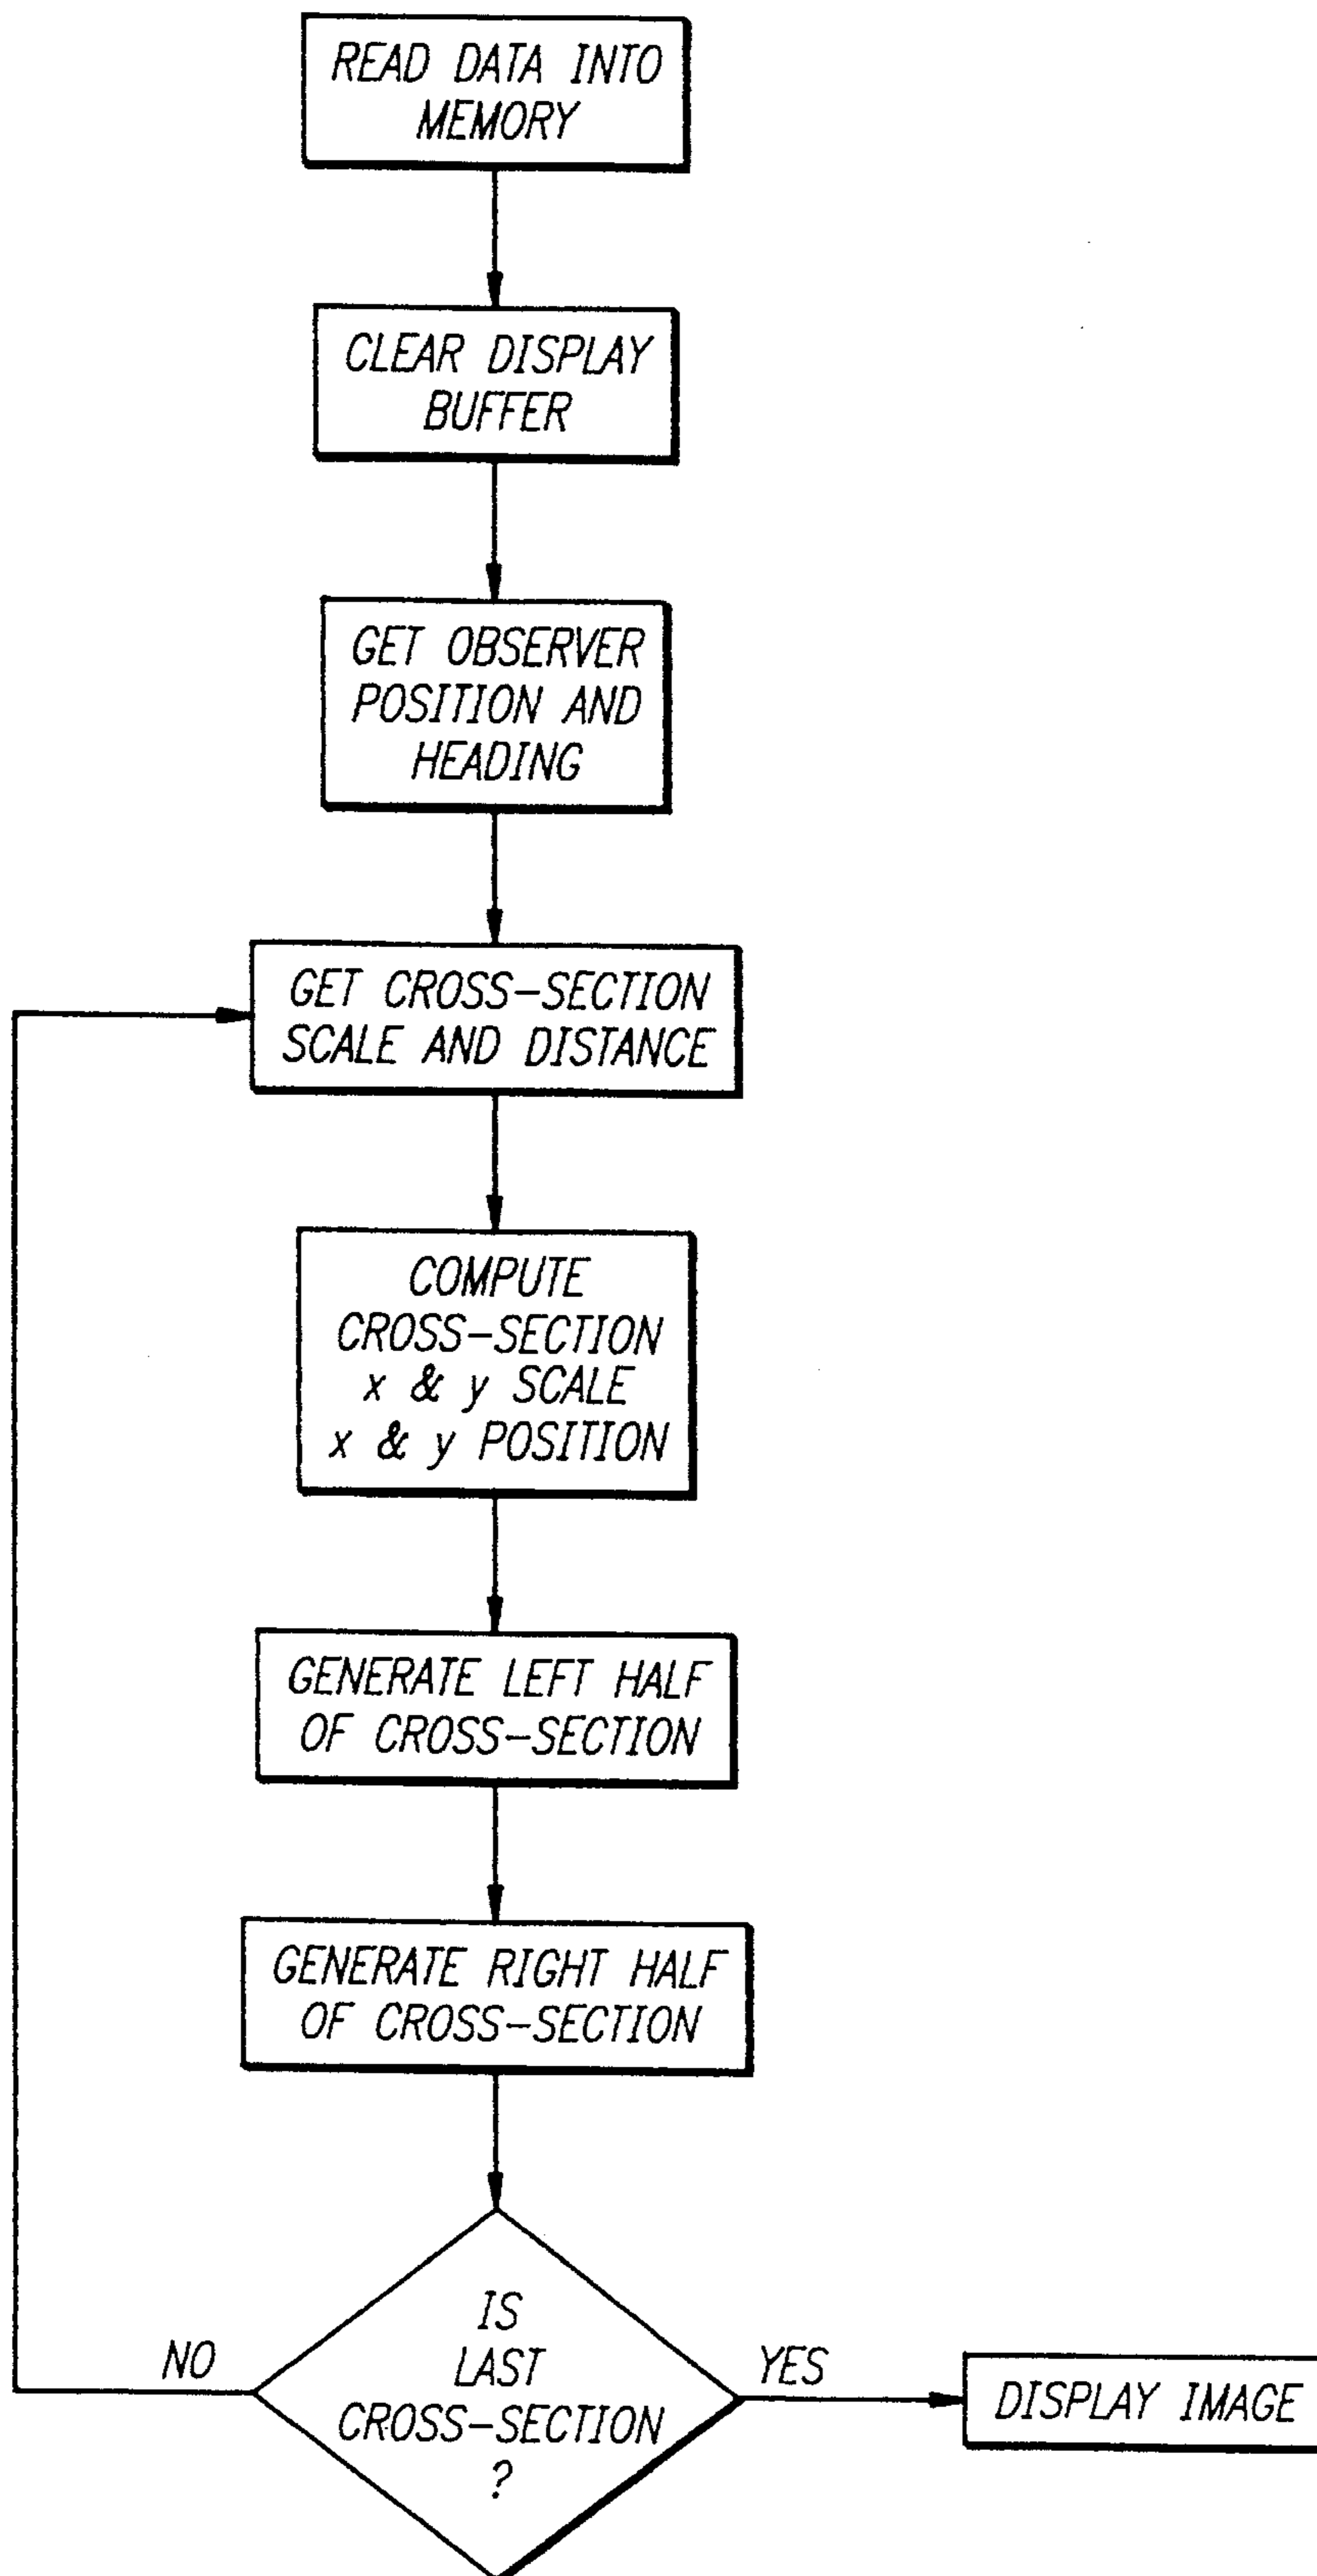 READ DATA INTO
MEMORY
CLEAR DISPLAY
BUFFER
GET OBSERVER
POSITION AND
HEADING
GET CROSS-SECTION
SCALE AND DISTANCE
COMPUTE
CROSS-SECTION
x & y SCALE
x & y POSITION
GENERATE LEFT HALF
OF CROSS-SECTION
GENERATE RIGHT HALF
OF CROSS-SECTION
IS
LAST
CROSS-SECTION
?
NO
YES
DISPLAY IMAGE